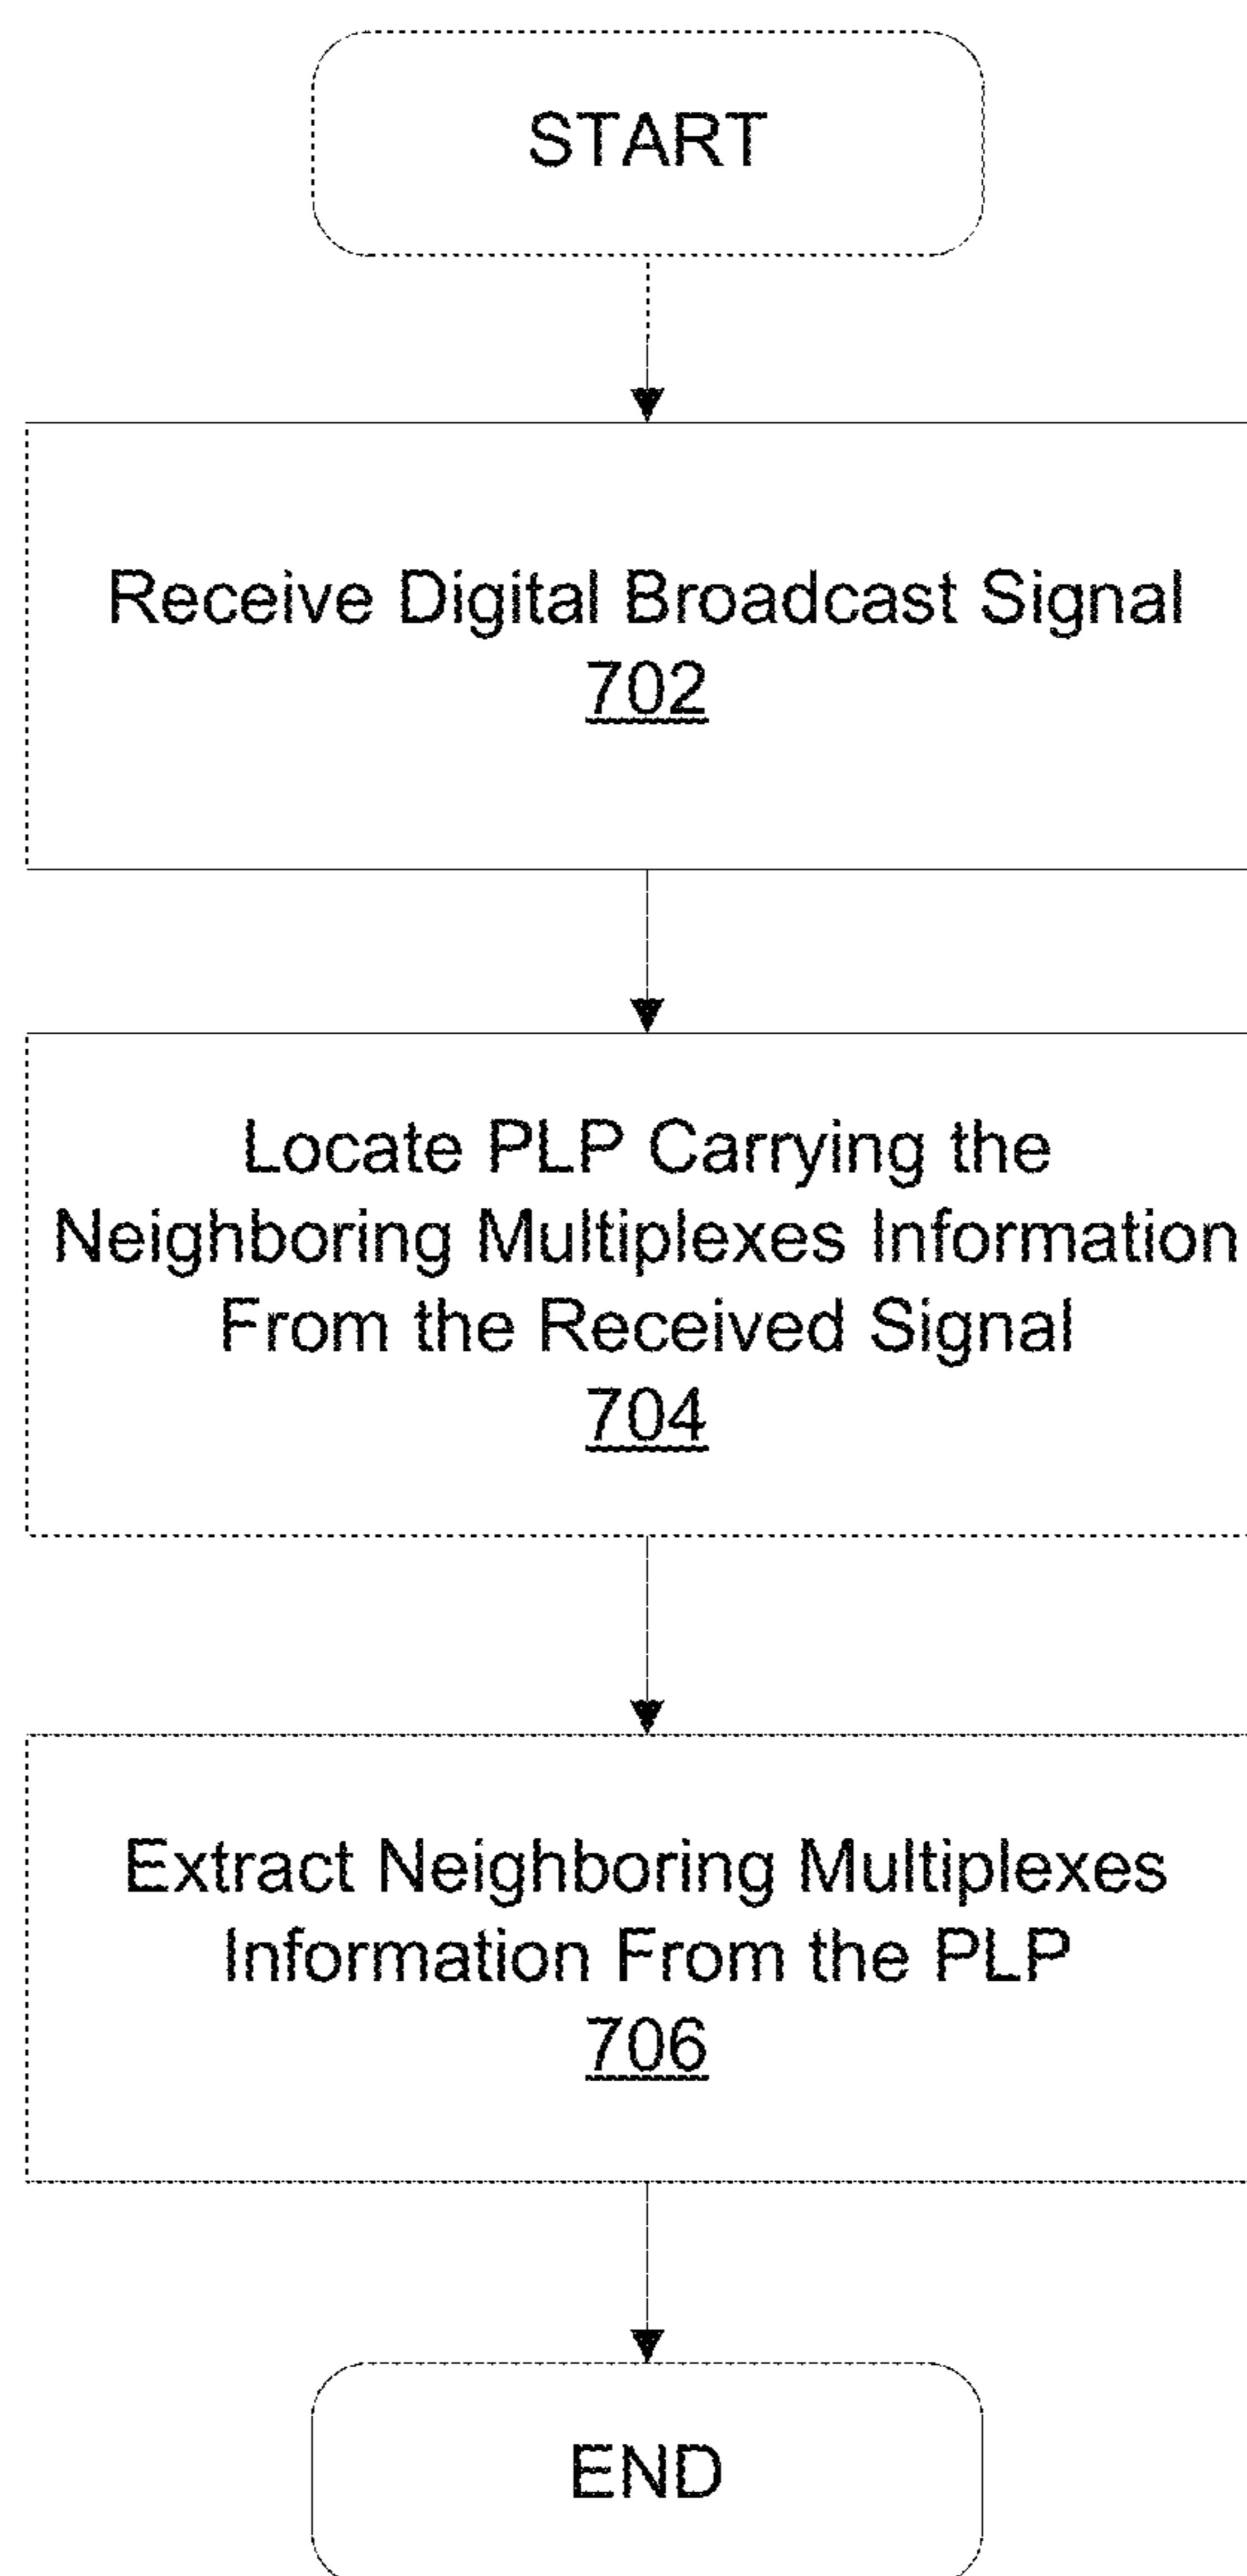 START
Receive Digital Broadcast Signal
702
Locate PLP Carrying the
Neighboring Multiplexes Information
From the Received Signal
704
Extract Neighboring Multiplexes
Information From the PLP
706
END